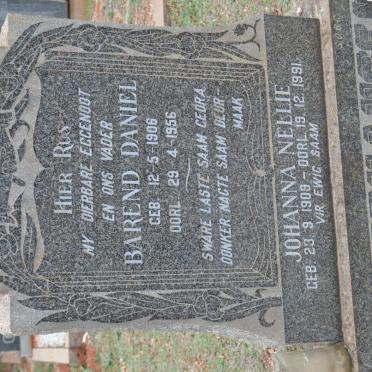 HIER RUS
MY DIERBARE EGGENOOT
EN ONS VADER
BAREND DANIEL
GEB. 12 - 5 - 1906
OORL. 29 . 4 . 1956
SWARE LASTE SAAM GEDRA
DONKER NAGTE SAAM DEUR-
MAAK
JOHANNA NELLIE
GEB 23. 9. 1909 - OORL. 19. 12. 1991.
VIR EWIG SAAM